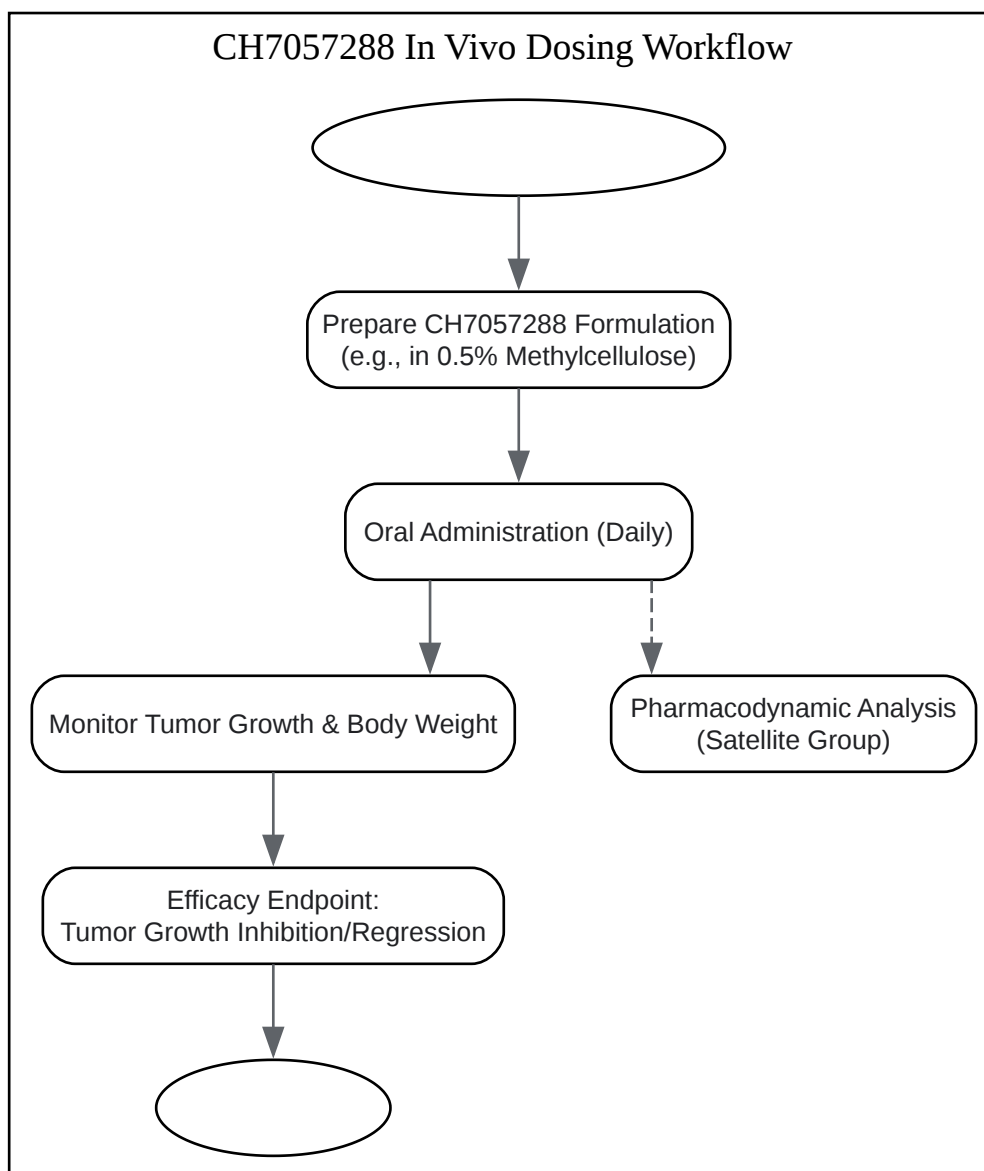 CH7057288 In Vivo Dosing Workflow
Prepare CH7057288 Formulation
(e.g., in 0.5% Methylcellulose)
Oral Administration (Daily)
Monitor Tumor Growth & Body Weight
Pharmacodynamic Analysis
(Satellite Group)
Efficacy Endpoint:
Tumor Growth Inhibition/Regression